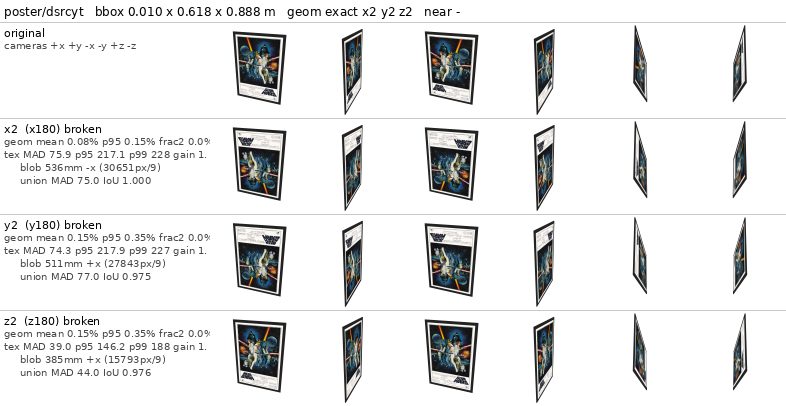 poster/dsrcyt bbox 0.010 x 0.618 x 0.888 m geom exact x2 y2 z2 near -
original
cameras +x +y -x -y +z -z
x2 (x180) broken
geom mean 0.08% p95 0.15% frac2 0.0%
tex MAD 75.9 p95 217.1 p99 228 gain 1.
blob 536mm -x (30651px/9)
union MAD 75.0 IoU 1.000
y2 (y180) broken
geom mean 0.15% p95 0.35% frac2 0.0%
tex MAD 74.3 p95 217.9 p99 227 gain 1.
blob 511mm +x (27843px/9)
union MAD 77.0 IoU 0.975
z2 (z180) broken
geom mean 0.15% p95 0.35% frac2 0.0%
tex MAD 39.0 p95 146.2 p99 188 gain 1.
blob 385mm +x (15793px/9)
union MAD 44.0 IoU 0.976